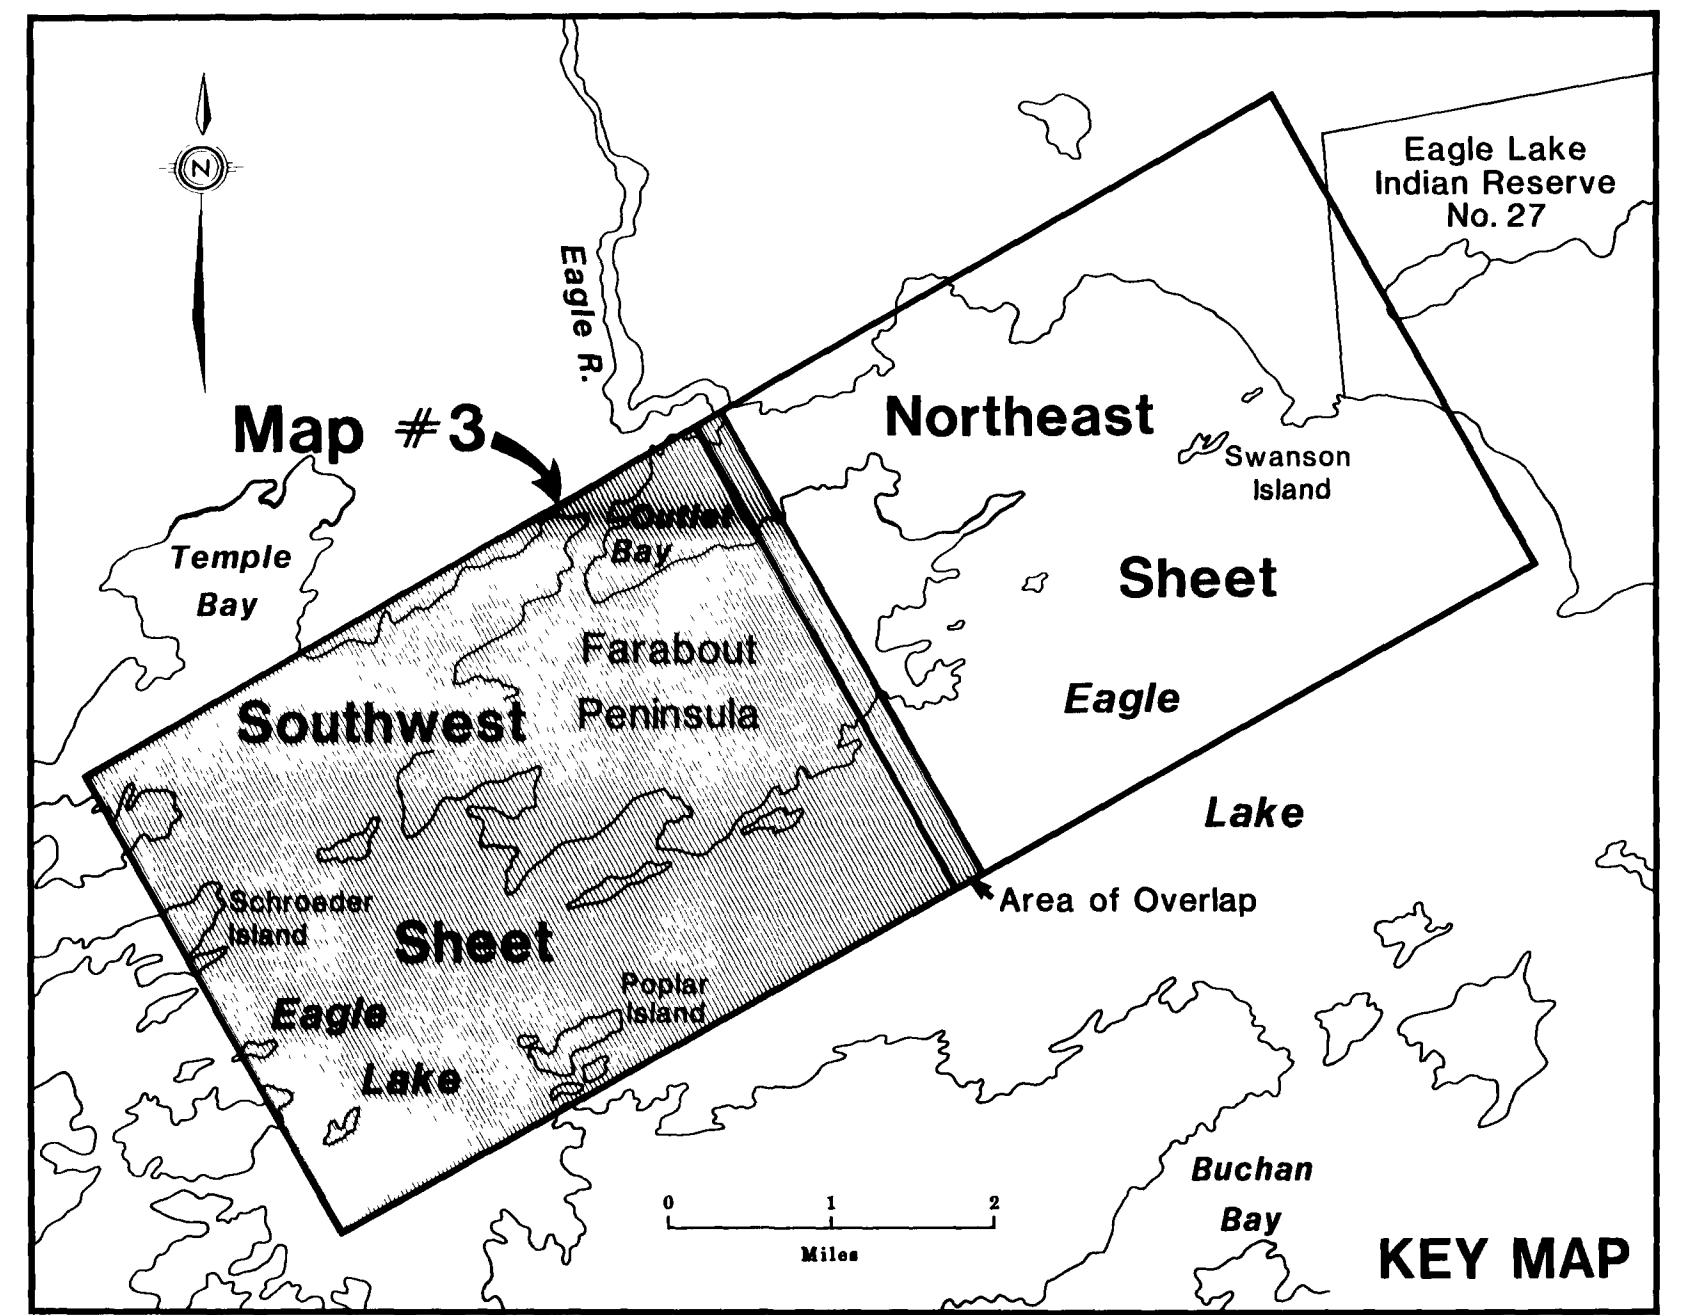 N
Eagle Lake
Indian Reserve
No. 27
Eagle R.
Map #3
Northeast
Swanson
Island
Outlet
Bay
Temple
Bay
Sheet
Farabout
Peninsula
Southwest
Eagle
Lake
Schroeder
Island
Area of Overlap
Sheet
Poplar
Island
Eagle
Lake
Buchan
Bay
0 1 2
Miles
KEY MAP